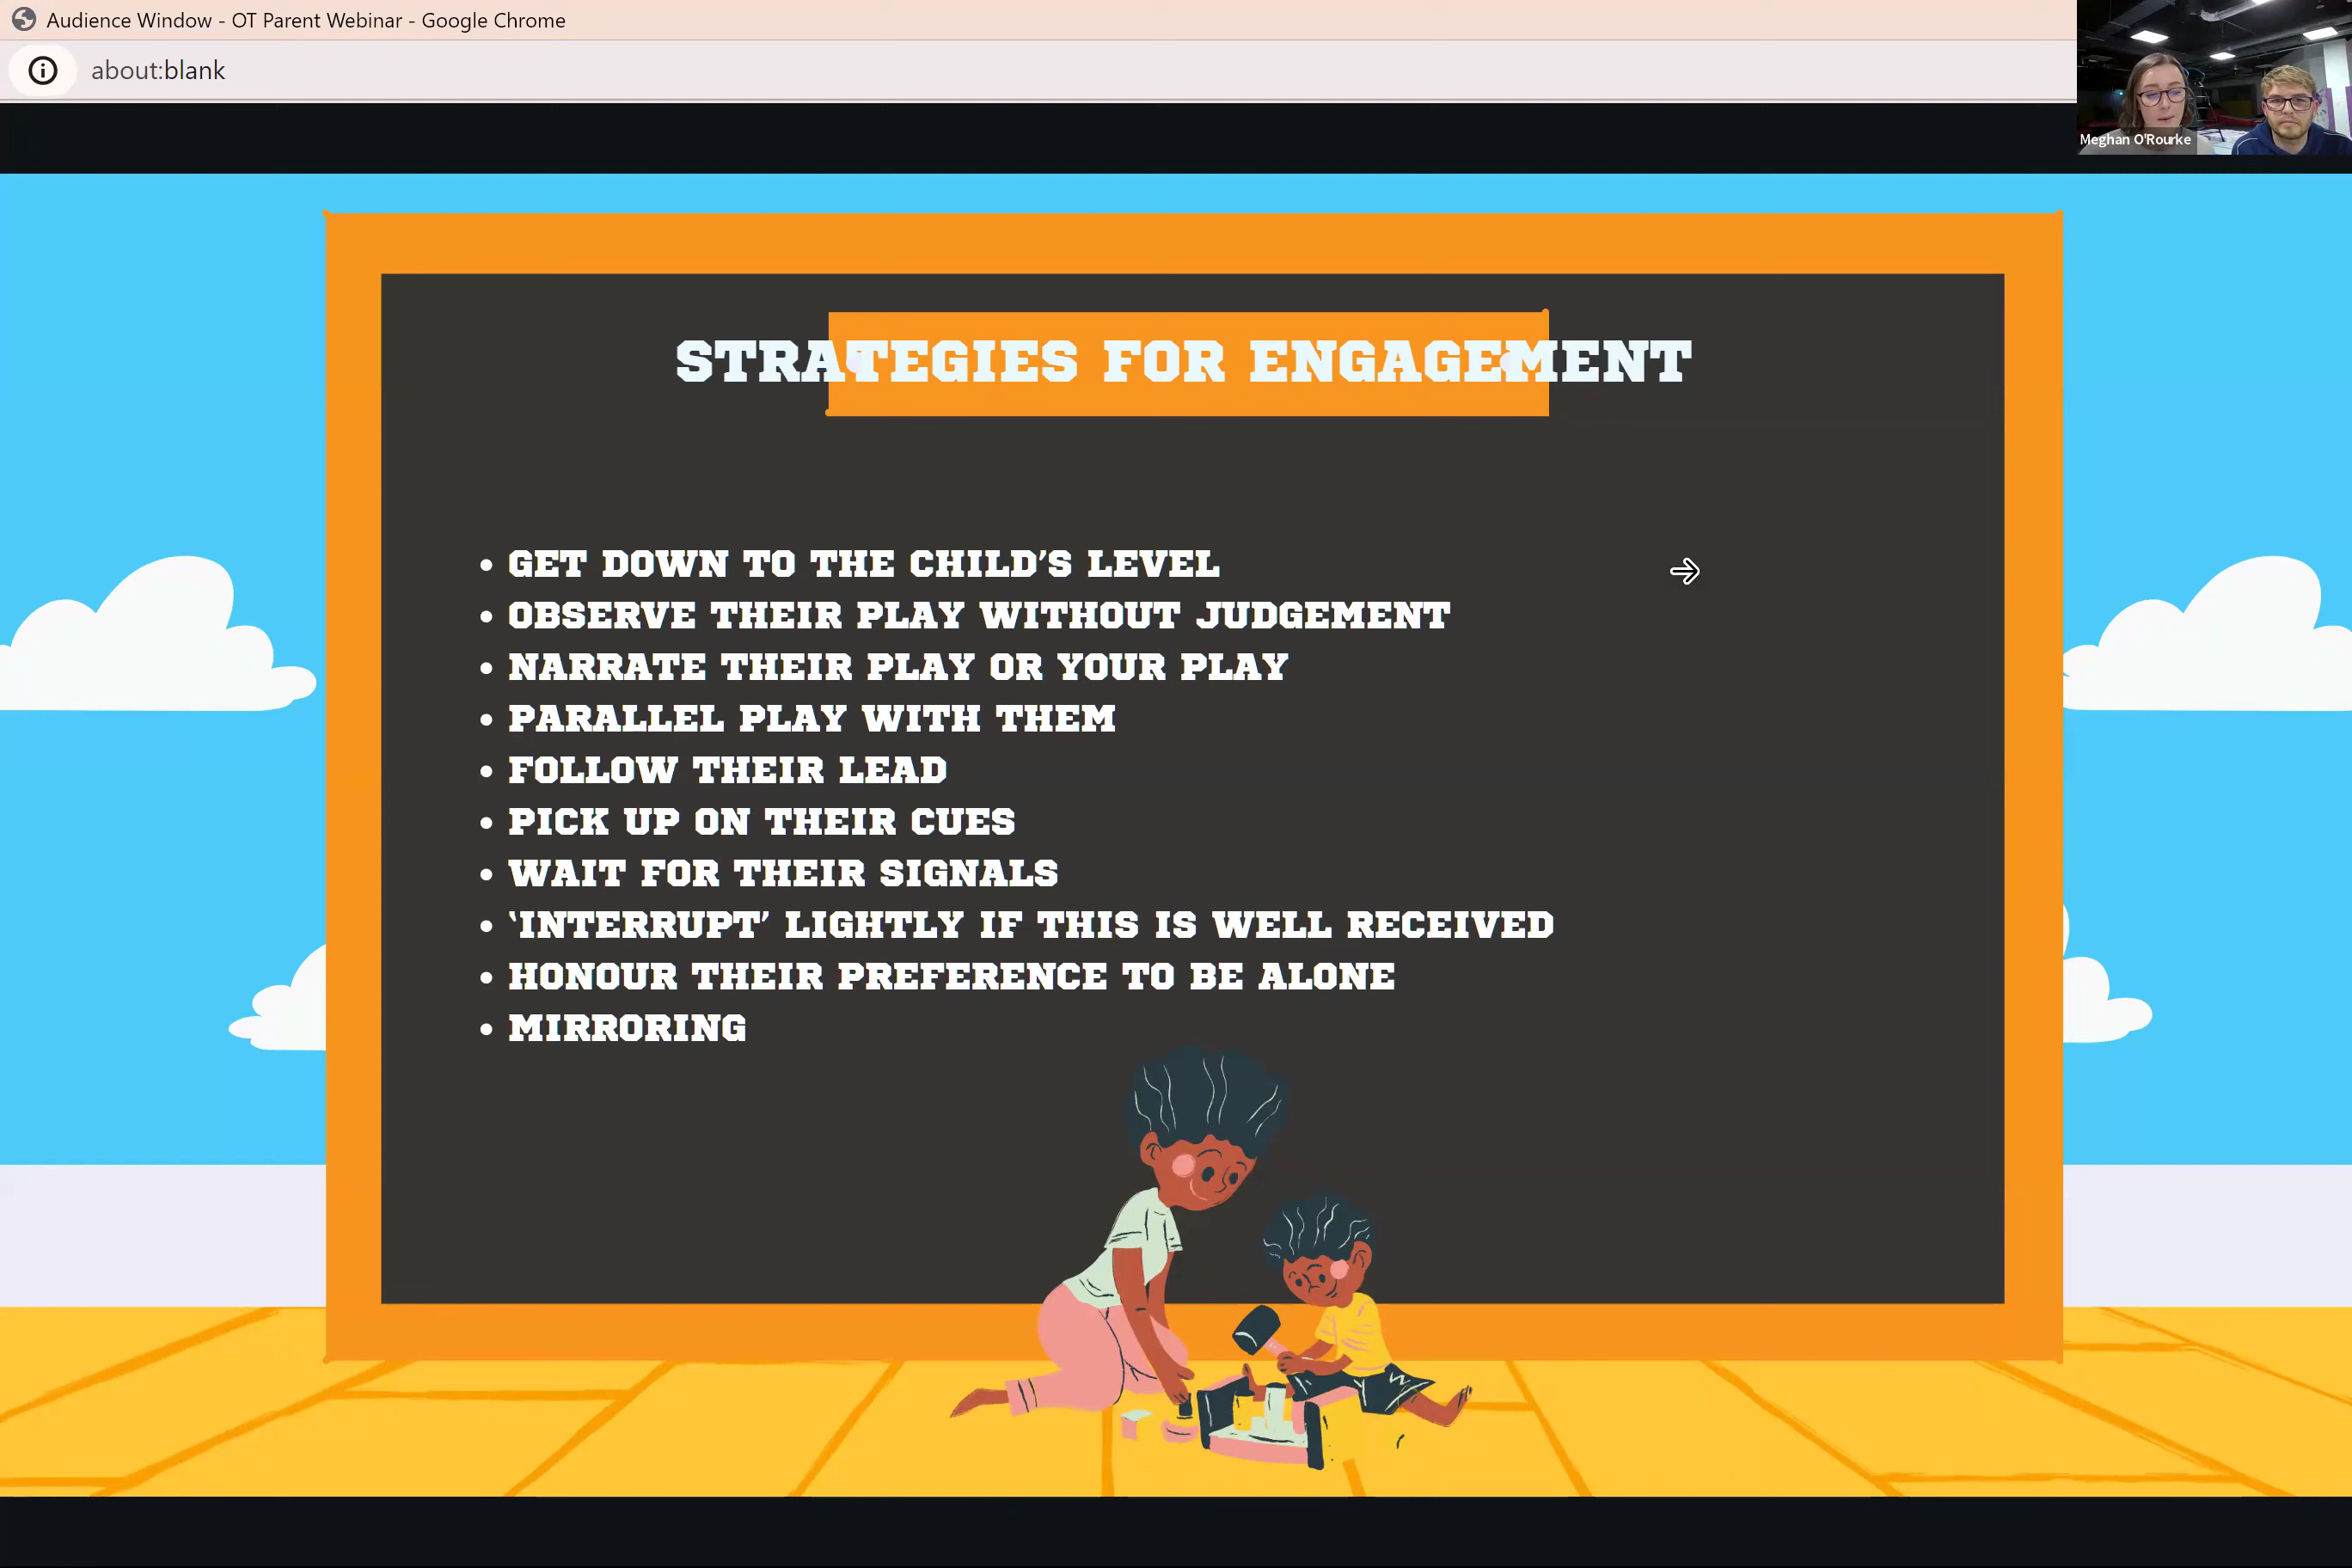 Audience Window - OT Parent Webinar - Google Chrome
about:blank
Meghan O'Rourke
STRATEGIES FOR ENGAGEMENT
• GET DOWN TO THE CHILD'S LEVEL
• OBSERVE THEIR PLAY WITHOUT JUDGEMENT
• NARRATE THEIR PLAY OR YOUR PLAY
• PARALLEL PLAY WITH THEM
• FOLLOW THEIR LEAD
• PICK UP ON THEIR CUES
• WAIT FOR THEIR SIGNALS
• ‘INTERRUPT’ LIGHTLY IF THIS IS WELL RECEIVED
• HONOUR THEIR PREFERENCE TO BE ALONE
• MIRRORING